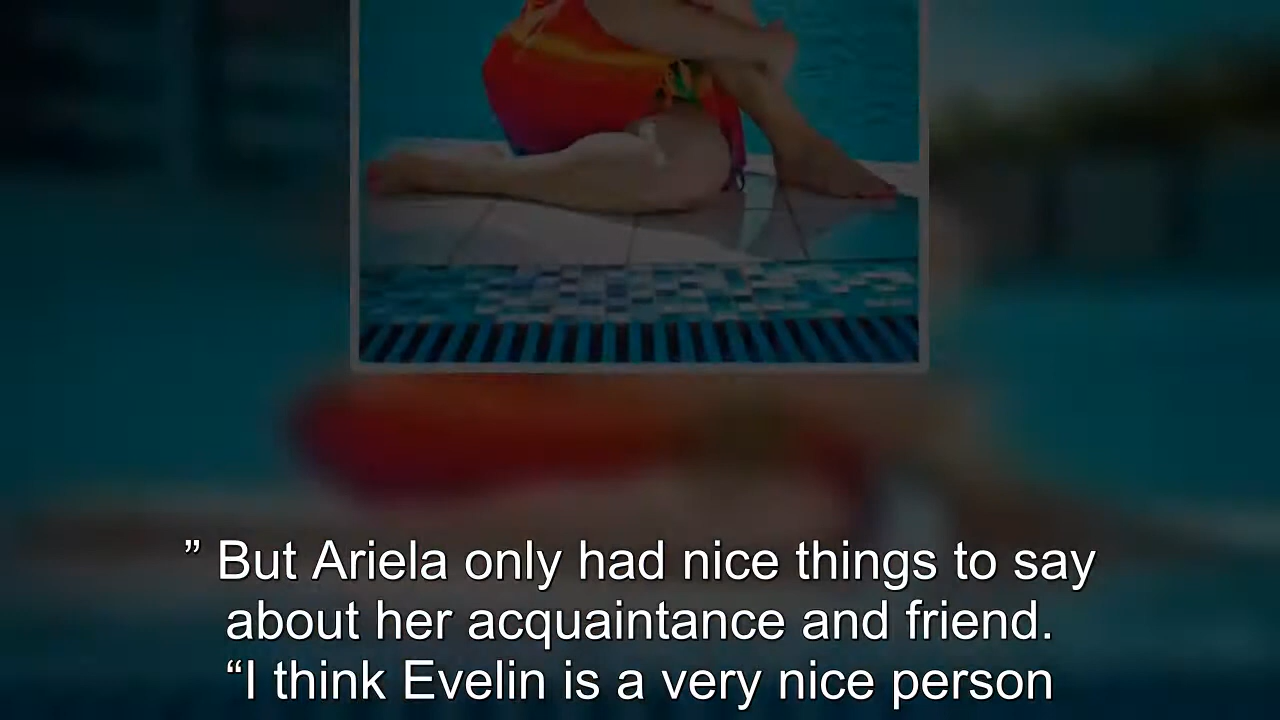 ” But Ariela only had nice things to say
about her acquaintance and friend.
“I think Evelin is a very nice person